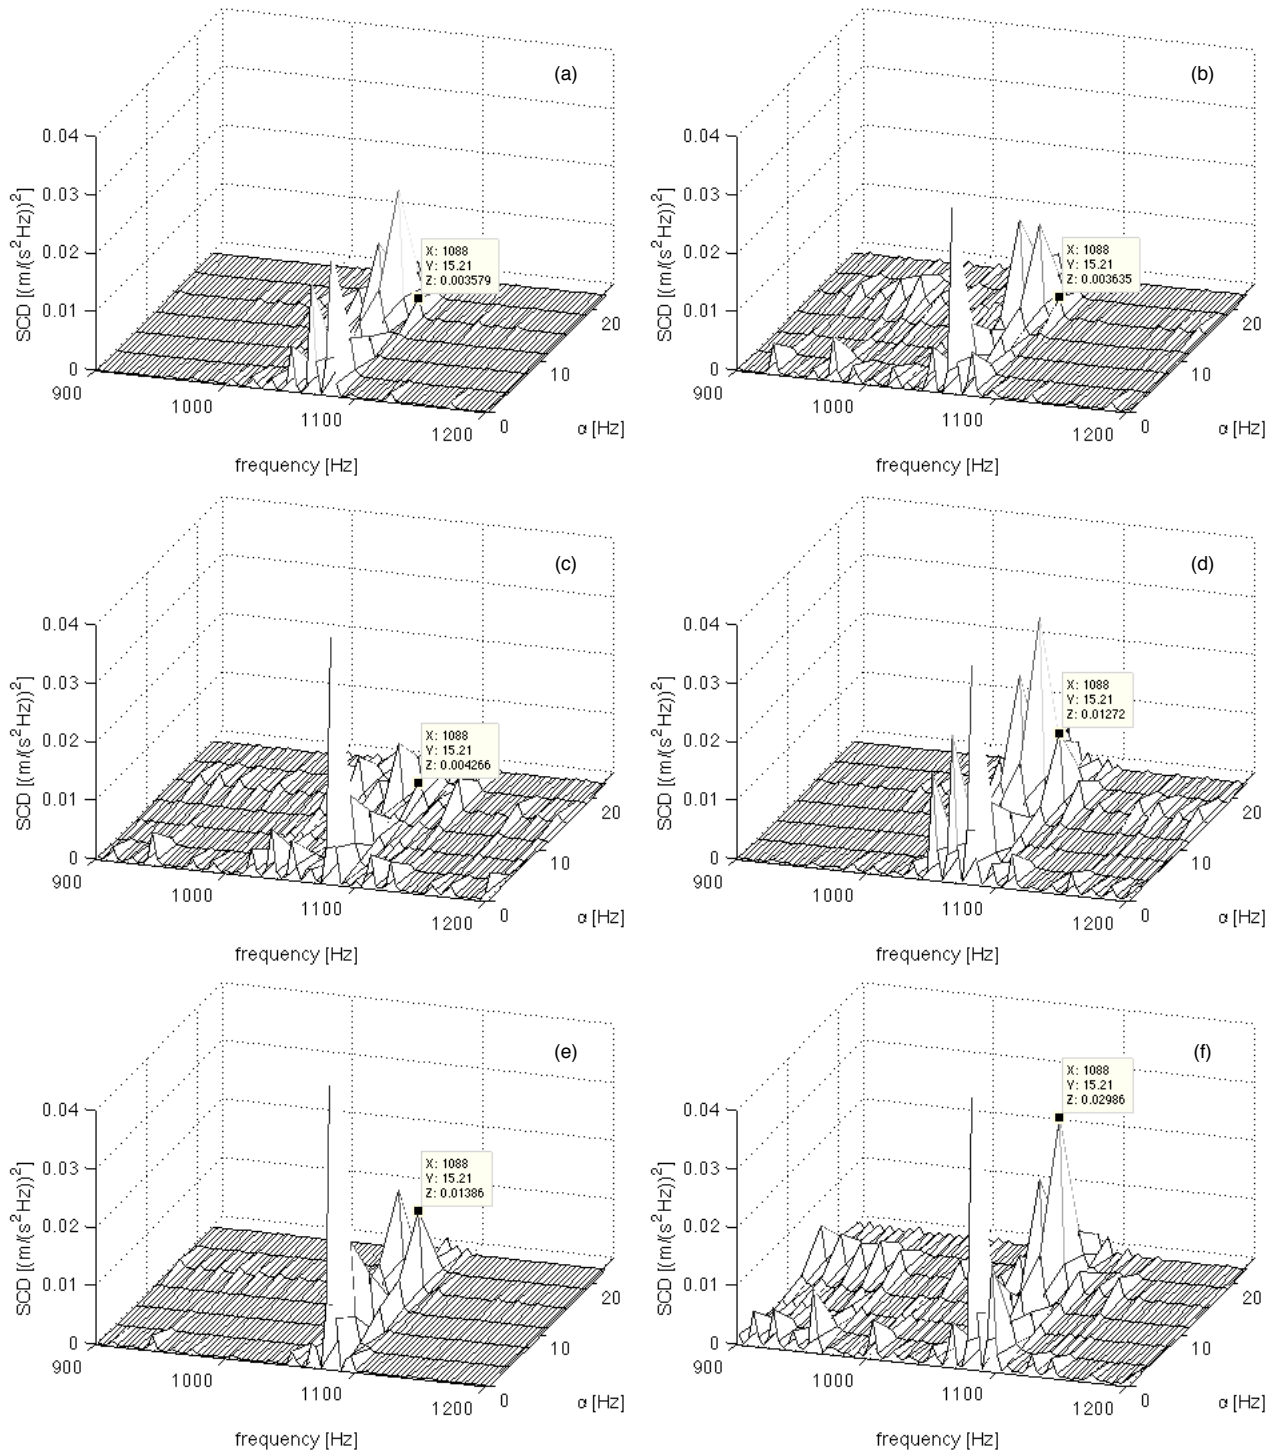 (a)
X: 1088
Y: 15.21
Z: 0.003579
0.04
0.03
0.02
0.01
0
SCD [(m/(s²Hz))²]
900
1000
1100
1200
0
10
20
α [Hz]
frequency [Hz]
(b)
X: 1088
Y: 15.21
Z: 0.003635
0.04
0.03
0.02
0.01
0
SCD [(m/(s²Hz))²]
900
1000
1100
1200
0
10
20
α [Hz]
frequency [Hz]
(c)
X: 1088
Y: 15.21
Z: 0.004266
0.04
0.03
0.02
0.01
0
SCD [(m/(s²Hz))²]
900
1000
1100
1200
0
10
20
α [Hz]
frequency [Hz]
(d)
X: 1088
Y: 15.21
Z: 0.01272
0.04
0.03
0.02
0.01
0
SCD [(m/(s²Hz))²]
900
1000
1100
1200
0
10
20
α [Hz]
frequency [Hz]
(e)
X: 1088
Y: 15.21
Z: 0.01386
0.04
0.03
0.02
0.01
0
SCD [(m/(s²Hz))²]
900
1000
1100
1200
0
10
20
α [Hz]
frequency [Hz]
(f)
X: 1088
Y: 15.21
Z: 0.02986
0.04
0.03
0.02
0.01
0
SCD [(m/(s²Hz))²]
900
1000
1100
1200
0
10
20
α [Hz]
frequency [Hz]